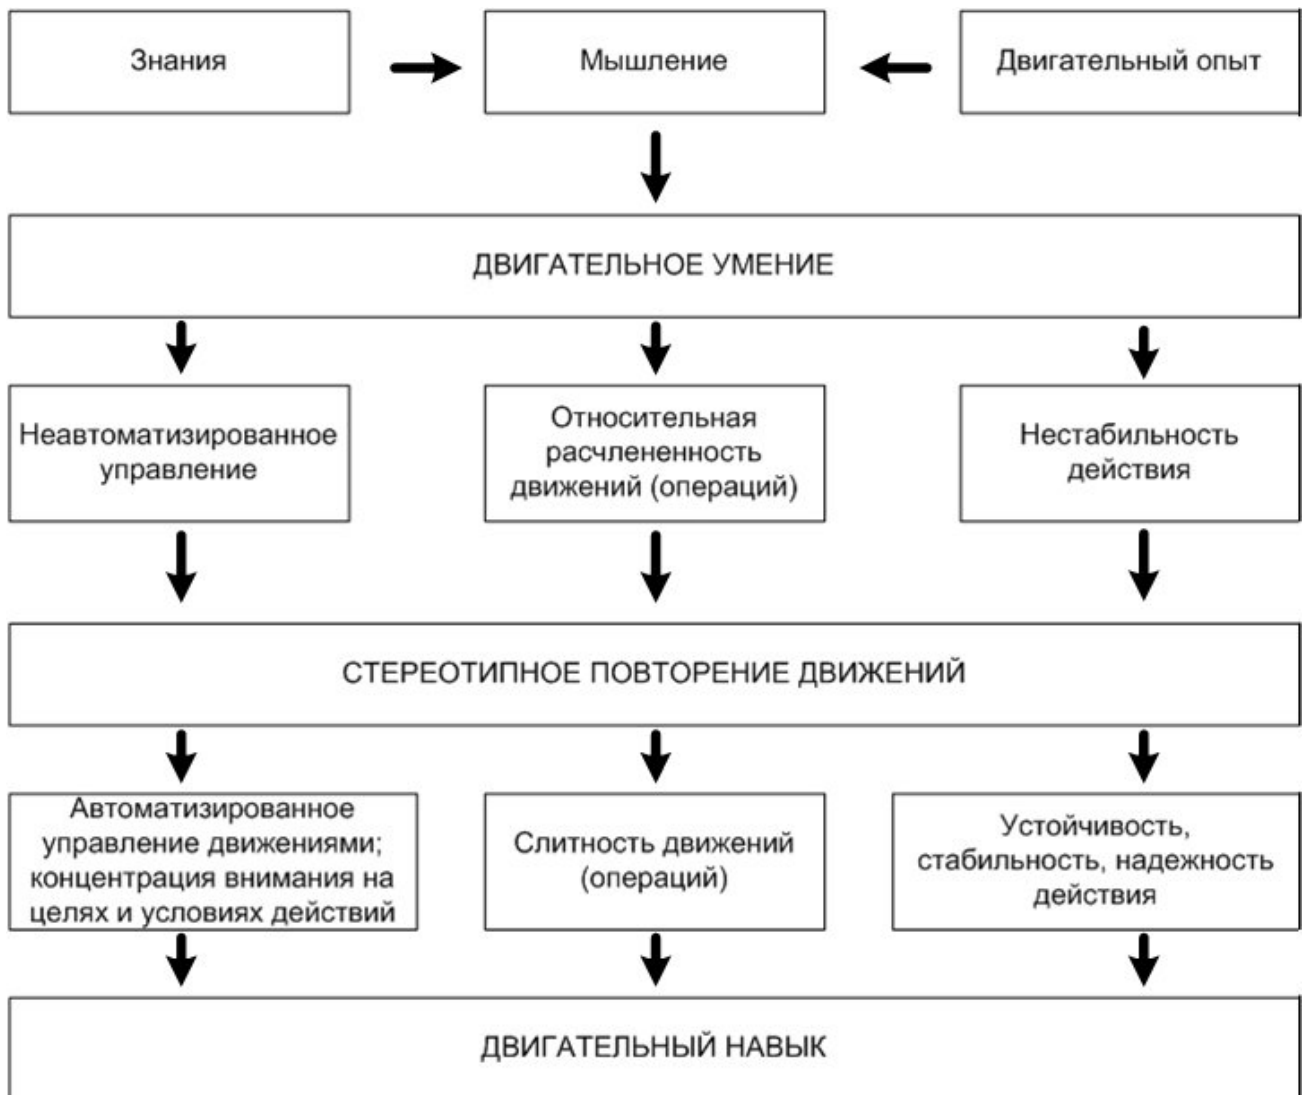 Знания
Мышление
Двигательный опыт
ДВИГАТЕЛЬНОЕ УМЕНИЕ
Неавтоматизированное
управление
Относительная
расчлененность
движений (операций)
Нестабильность
действия
СТЕРЕОТИПНОЕ ПОВТОРЕНИЕ ДВИЖЕНИЙ
Автоматизированное
управление движениями;
концентрация внимания на
целях и условиях действий
Слитность движений
(операций)
Устойчивость,
стабильность, надежность
действия
ДВИГАТЕЛЬНЫЙ НАВЫК